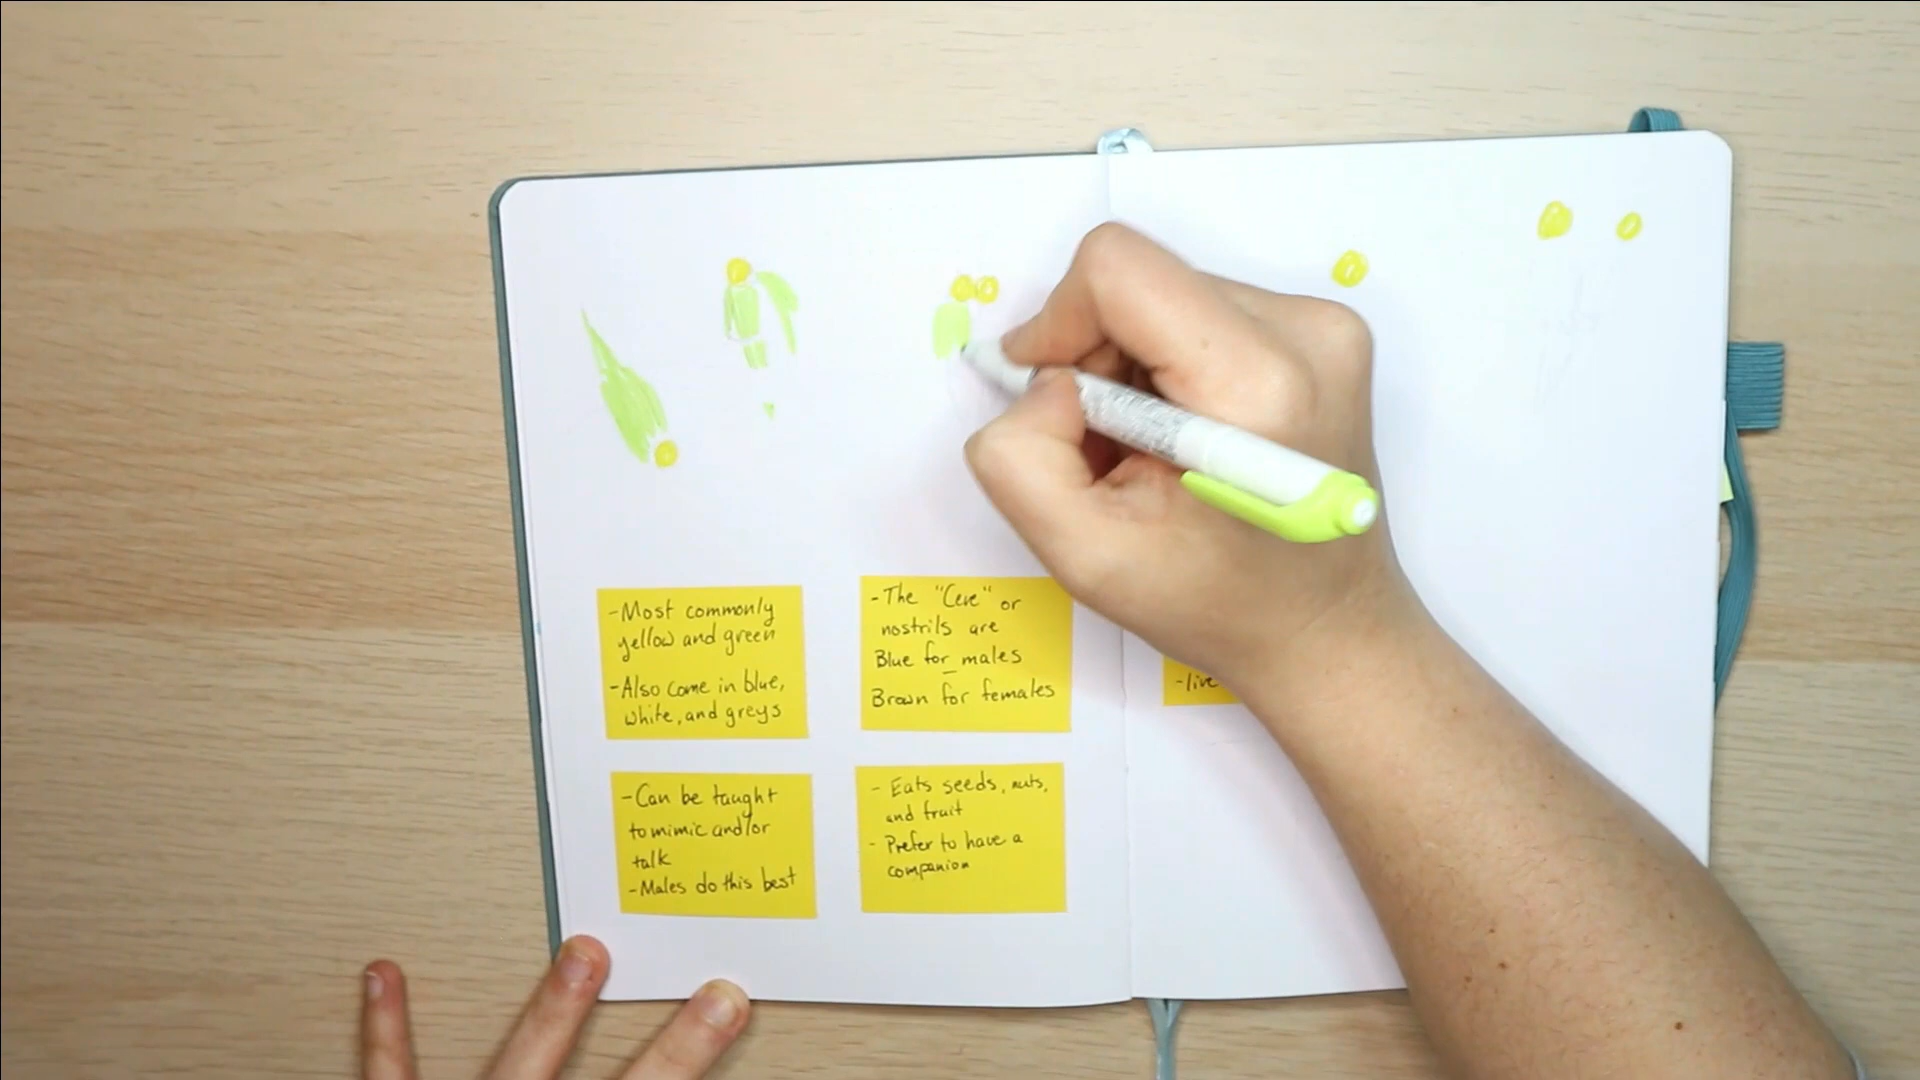 -Most commonly
yellow and green
-Also come in blue,
white, and greys
-The "Cere" or
nostrils are
Blue for males
Brown for females
-live
-Can be taught
to mimic and/or
talk
-Males do this best
- Eats seeds, nuts,
and fruit
- Prefer to have a
companion